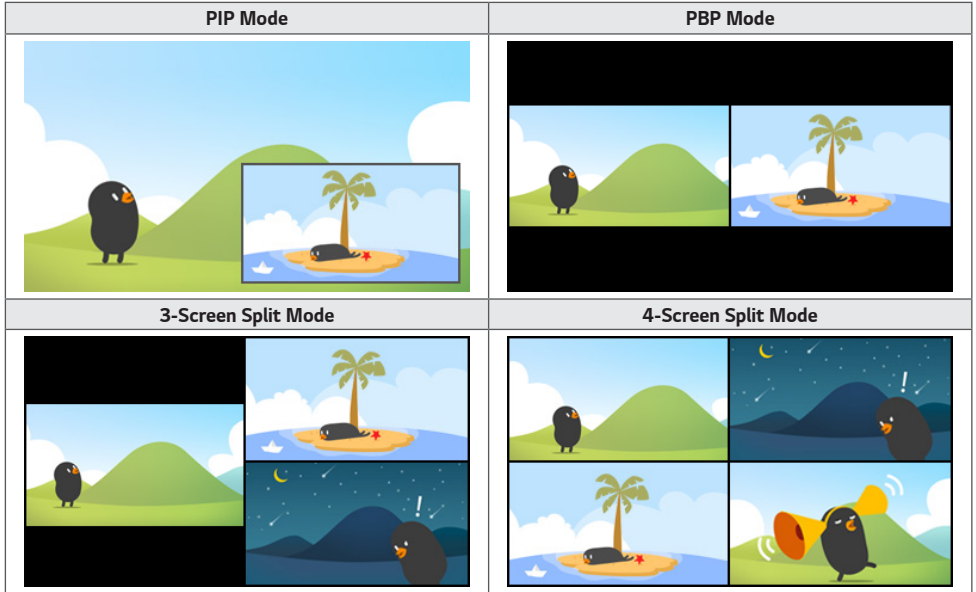 PIP Mode
PBP Mode
3-Screen Split Mode
4-Screen Split Mode
!
!